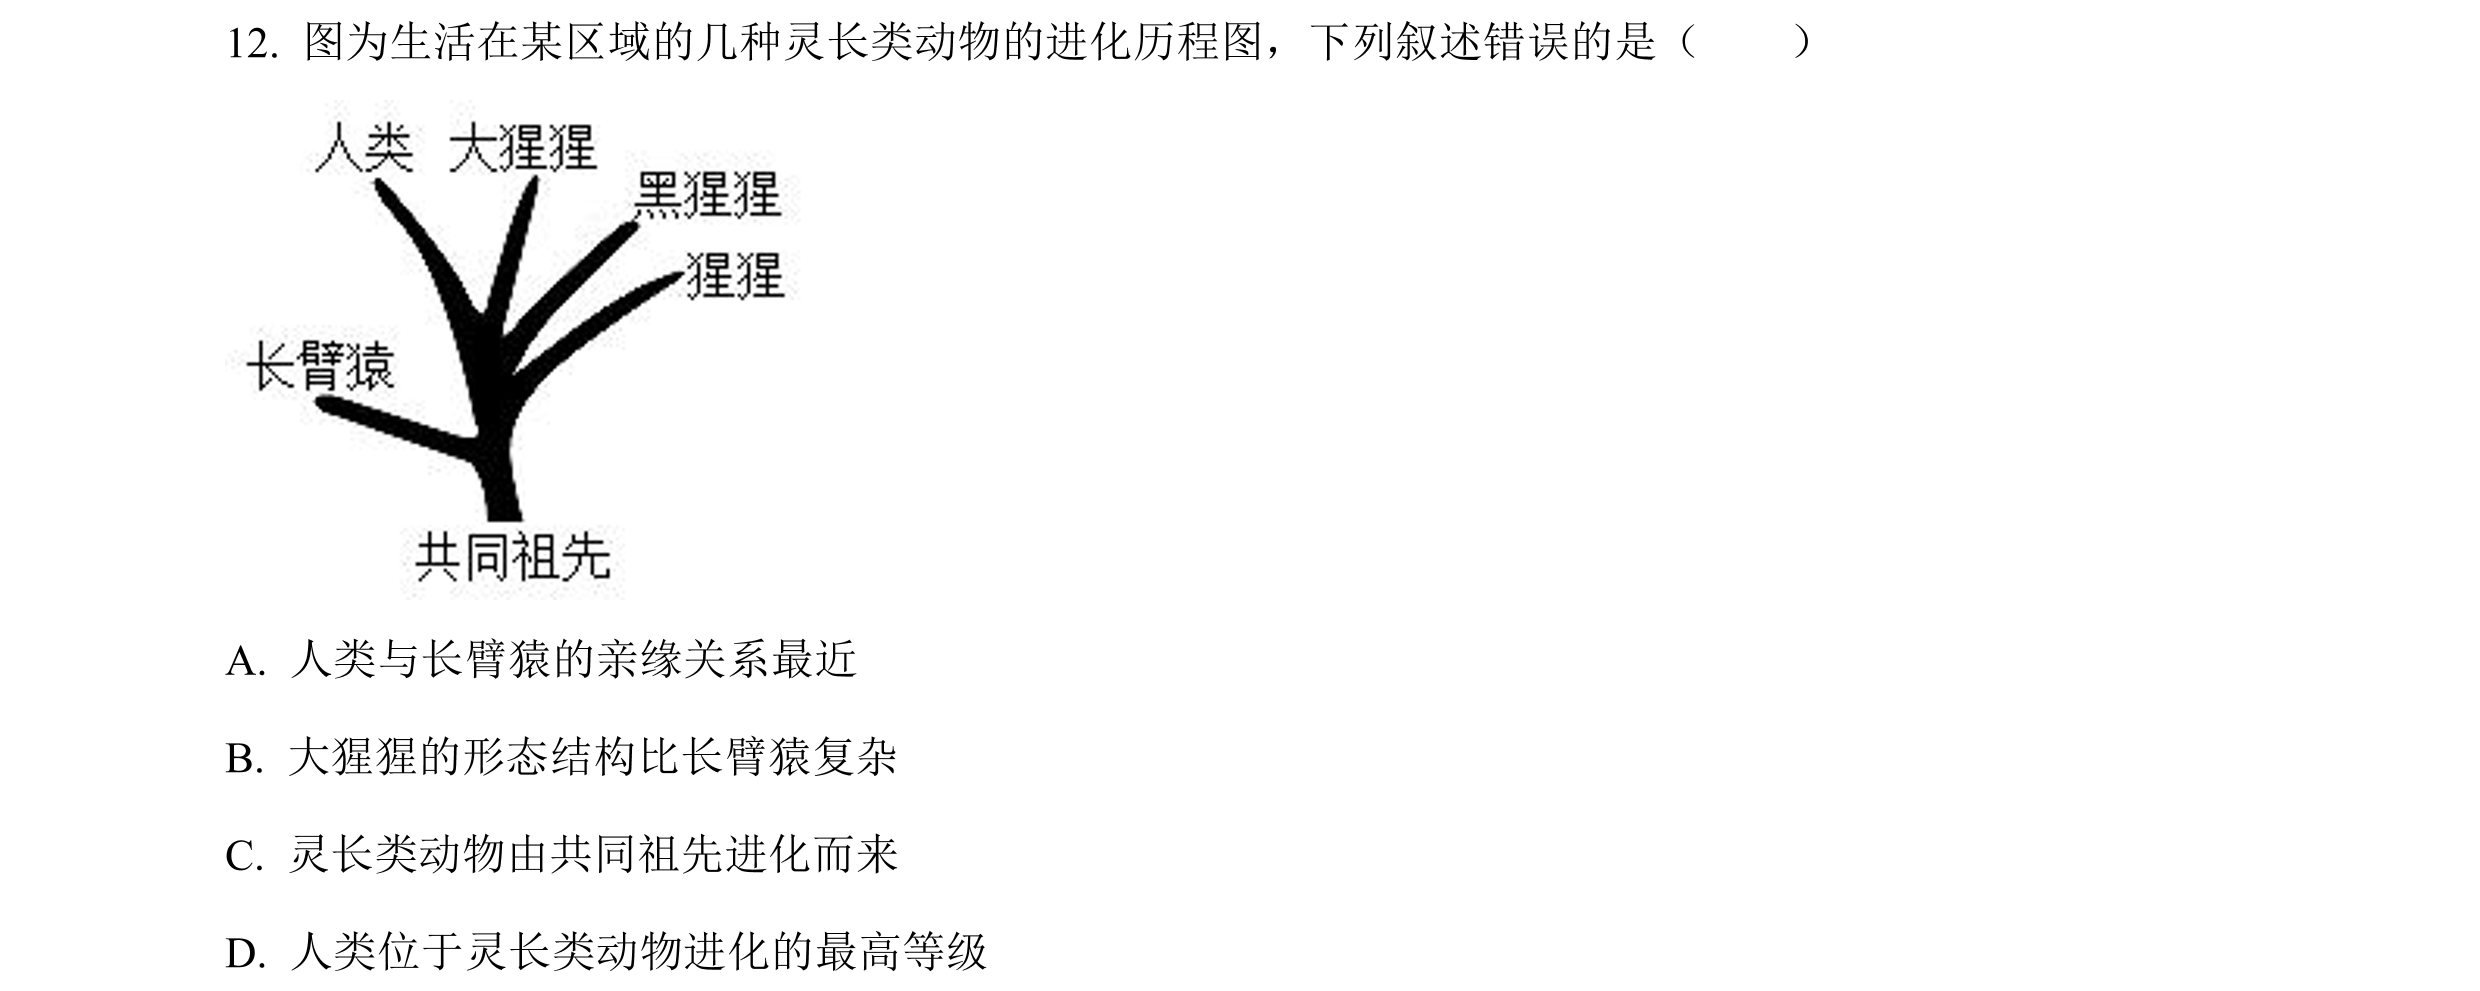 12. 图为生活在某区域的几种灵长类动物的进化历程图，下列叙述错误的是（　　）
人类 大猩猩
黑猩猩
猩猩
长臂猿
共同祖先
A. 人类与长臂猿的亲缘关系最近
B. 大猩猩的形态结构比长臂猿复杂
C. 灵长类动物由共同祖先进化而来
D. 人类位于灵长类动物进化的最高等级